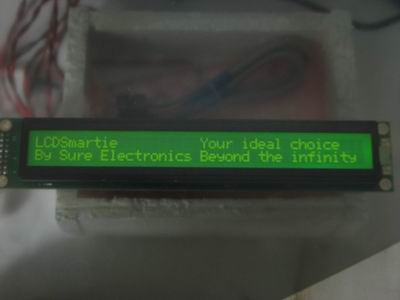 LCDSmartie Your ideal choice
By Sure Electronics Beyond the infinity